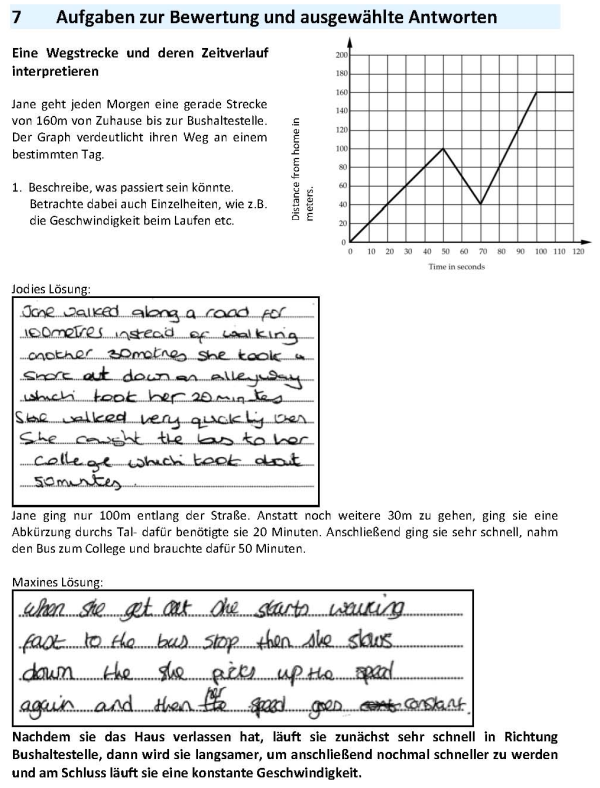 7 Aufgaben zur Bewertung und ausgewählte Antworten
Eine Wegstrecke und deren Zeitverlauf
interpretieren
Jane geht jeden Morgen eine gerade Strecke
von 160m von Zuhause bis zur Bushaltestelle.
Der Graph verdeutlicht ihren Weg an einem
bestimmten Tag.
1. Beschreibe, was passiert sein könnte.
Betrachte dabei auch Einzelheiten, wie z.B.
die Geschwindigkeit beim Laufen etc.
Distance from home in
meters.
200
180
160
140
120
100
80
60
40
20
0
0 10 20 30 40 50 60 70 80 90 100 110 120
Time in seconds
Jodies Lösung:
Jane walked along a road for
100metres instead of walking
another 30metres she took a
short cut down an alleyway
which took her 20 minutes
She walked very quickly then
She caught the bus to her
college which took about
50minutes.
Jane ging nur 100m entlang der Straße. Anstatt noch weitere 30m zu gehen, ging sie eine
Abkürzung durchs Tal- dafür benötigte sie 20 Minuten. Anschließend ging sie sehr schnell, nahm
den Bus zum College und brauchte dafür 50 Minuten.
Maxines Lösung:
when she get out she starts walking
fast to the bus stop then she slows
down the she picks up the speed
again and then her speed goes constant.
Nachdem sie das Haus verlassen hat, läuft sie zunächst sehr schnell in Richtung
Bushaltestelle, dann wird sie langsamer, um anschließend nochmal schneller zu werden
und am Schluss läuft sie eine konstante Geschwindigkeit.